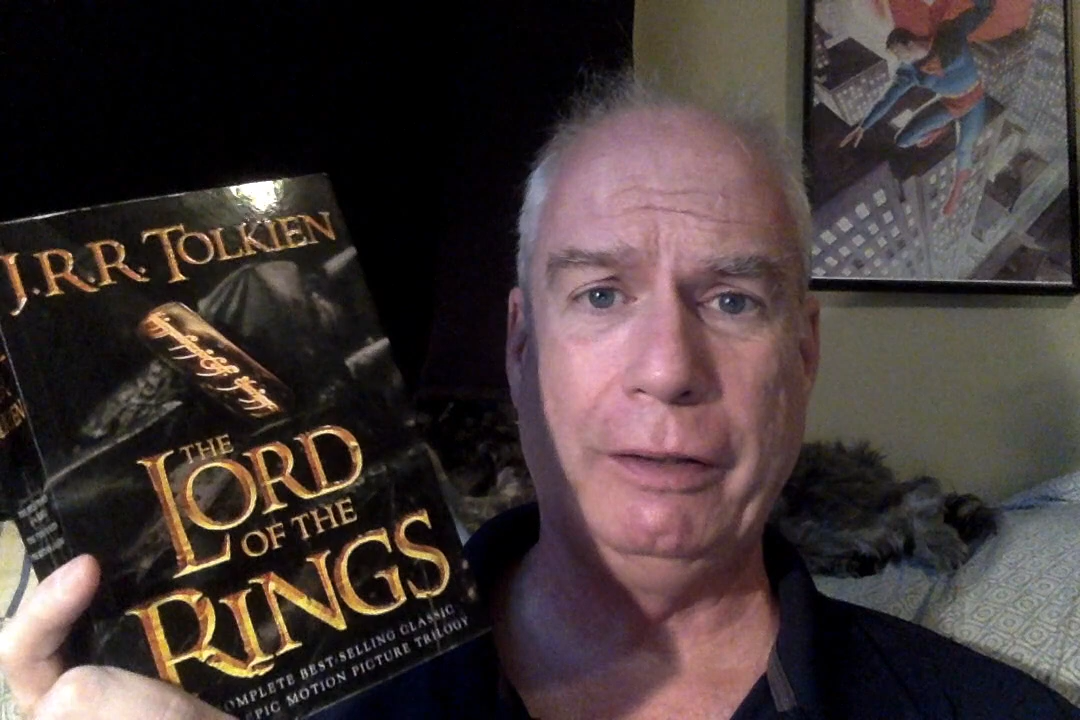 J.R.R. TOLKIEN
THE
LORD
OF THE
RINGS
COMPLETE BEST-SELLING CLASSIC
EPIC MOTION PICTURE TRILOGY